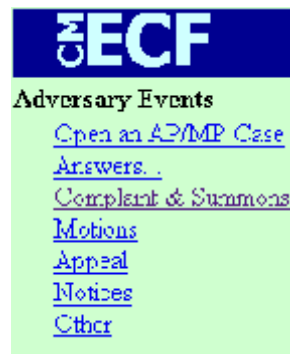 CM ECF
Adversary Events
Open an AP/MP Case
Answers...
Complaint & Summons
Motions
Appeal
Notices
Other